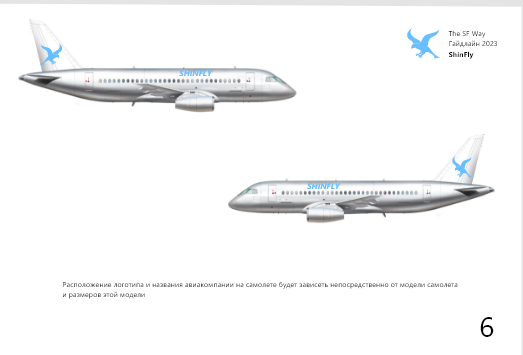 SHINFLY
The SF Way
Гайдлайн 2023
ShinFly
SHINFLY
Расположение логотипа и названия авиакомпании на самолете будет зависеть непосредственно от модели самолета
и размеров этой модели
6